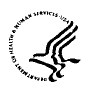 DEPARTMENT OF HEALTH & HUMAN SERVICES·USA